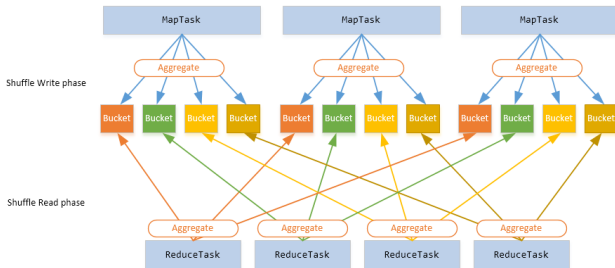 MapTask MapTask MapTask
Aggregate Aggregate Aggregate
Shuffle Write phase
Bucket Bucket Bucket Bucket Bucket Bucket Bucket Bucket Bucket Bucket Bucket Bucket
Shuffle Read phase
Aggregate Aggregate Aggregate Aggregate
ReduceTask ReduceTask ReduceTask ReduceTask